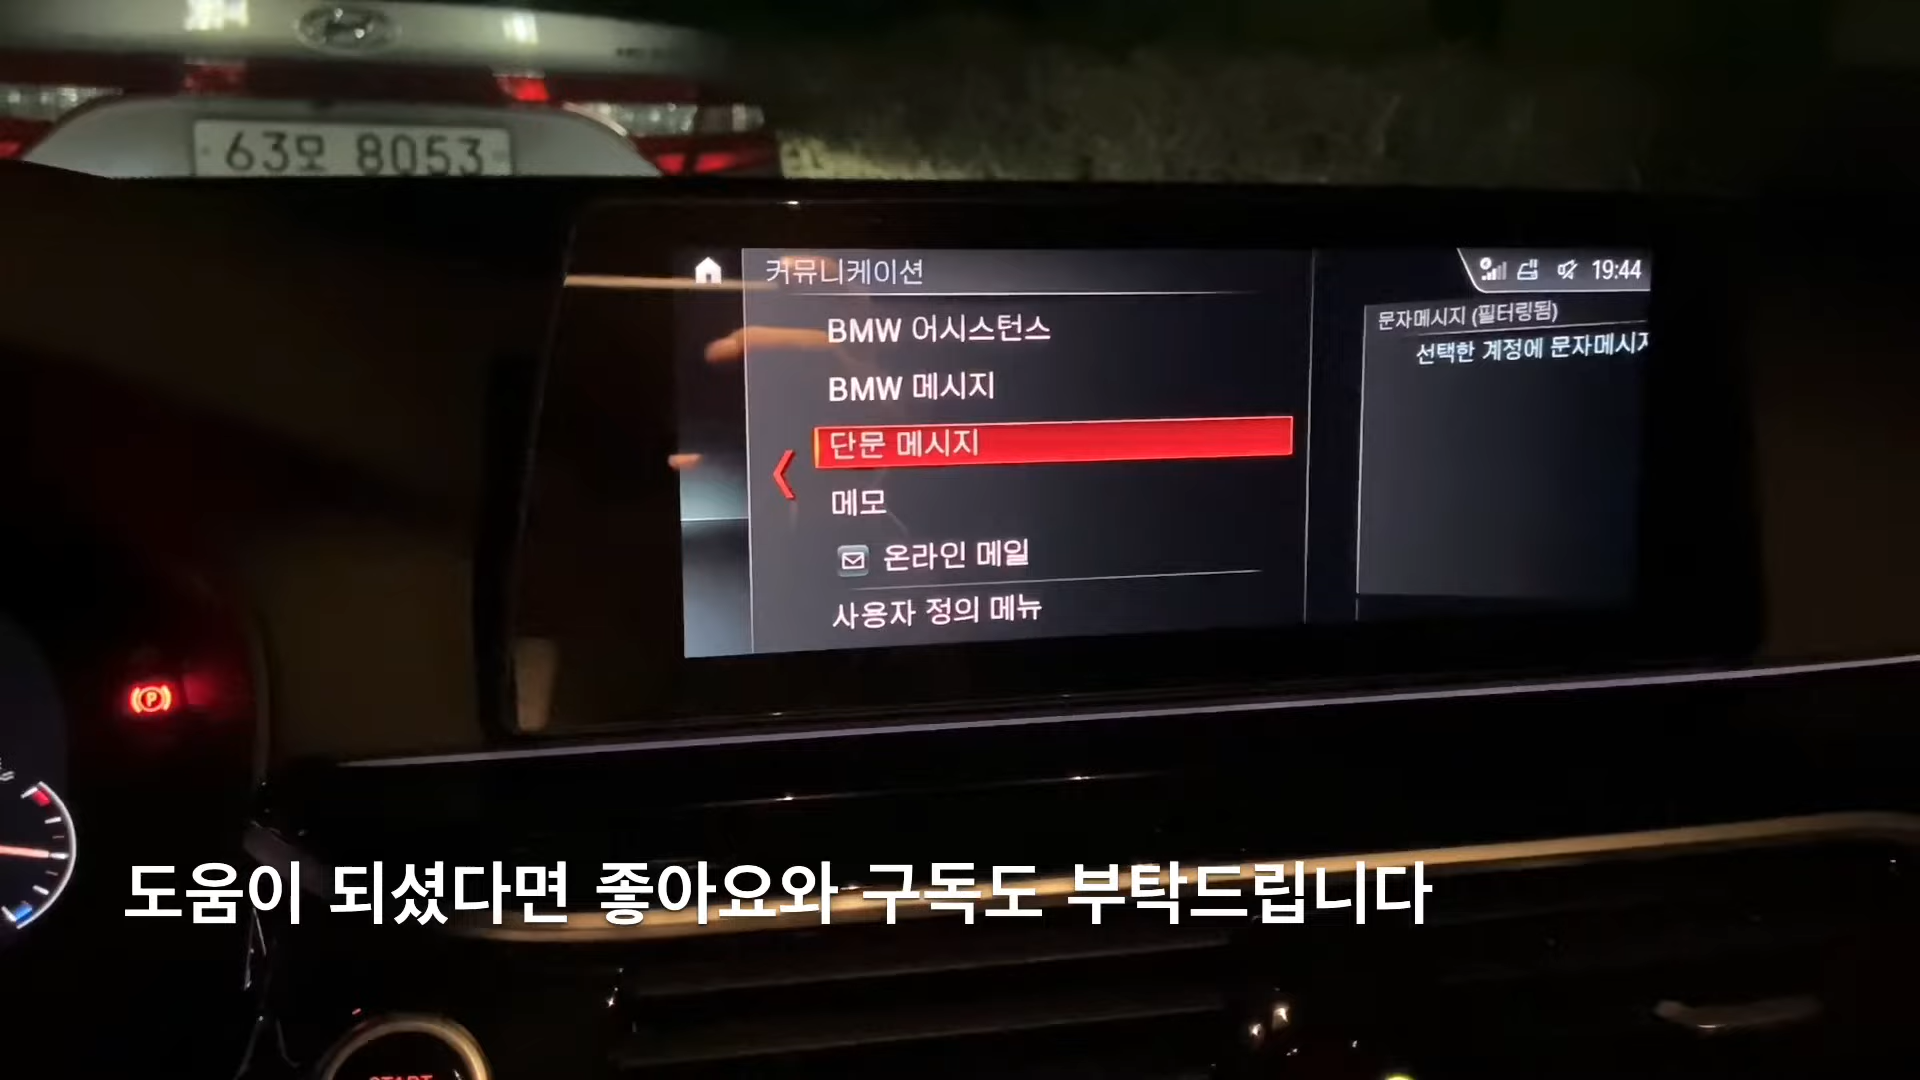 63모 8053
커뮤니케이션
19:44
BMW 어시스턴스
BMW 메시지
단문 메시지
메모
온라인 메일
사용자 정의 메뉴
문자메시지 (필터링됨)
선택한 계정에 문자메시지
P
도움이 되셨다면 좋아요와 구독도 부탁드립니다
START